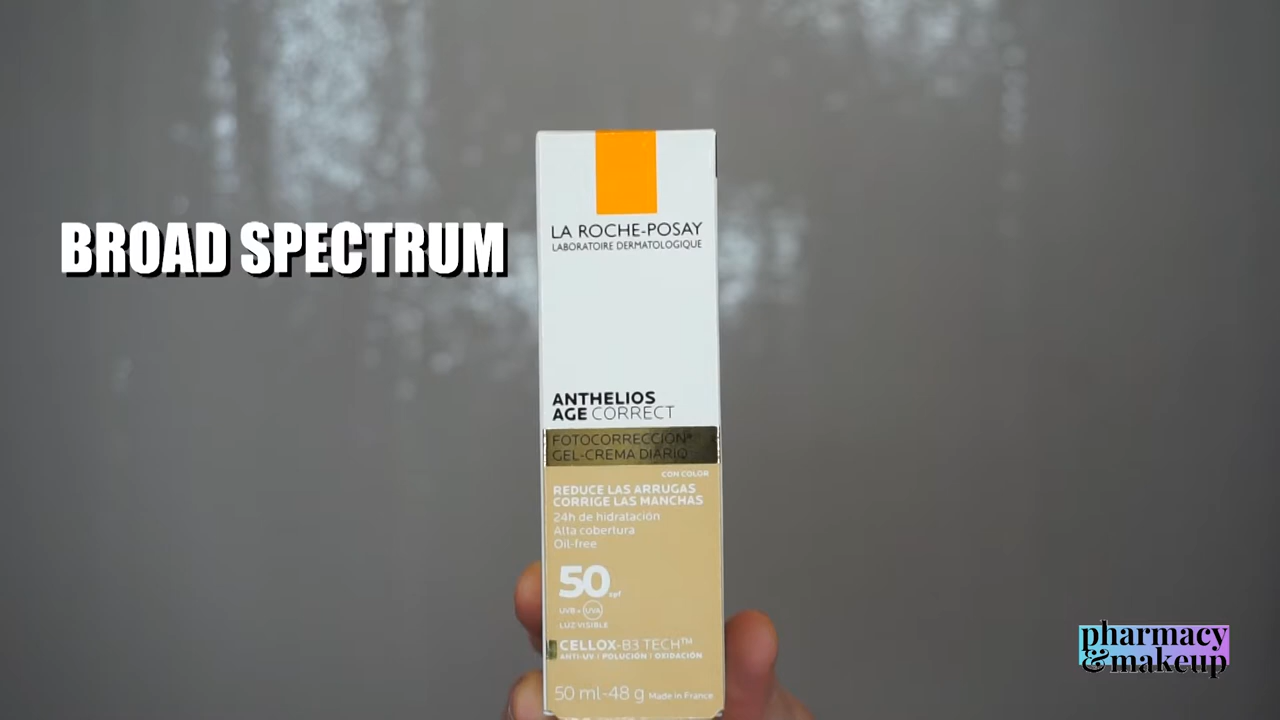 BROAD SPECTRUM
LA ROCHE-POSAY
LABORATOIRE DERMATOLOGIQUE
ANTHELIOS
AGE CORRECT
FOTOCORRECCIÓN*
GEL-CREMA DIARIO
CON COLOR
REDUCE LAS ARRUGAS
CORRIGE LAS MANCHAS
24h de hidratación
Alta cobertura
Oil-free
50 spf
UVB + UVA
LUZ VISIBLE
CELLOX-B3 TECH™
ANTI-UV | POLUCIÓN | OXIDACIÓN
50 ml-48 g Made in France
pharmacy
&makeup